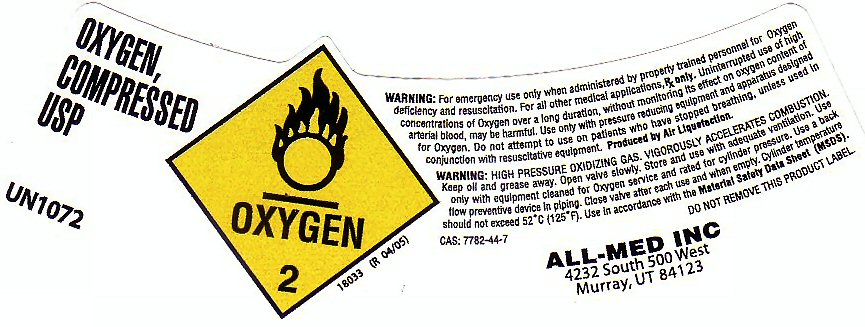 OXYGEN,
COMPRESSED
USP
UN1072
OXYGEN
2
18033 (R 04/05)
WARNING: For emergency use only when administered by properly trained personnel for Oxygen
deficiency and resuscitation. For all other medical applications, Rx only. Uninterrupted use of high
concentrations of Oxygen over a long duration, without monitoring its effect on oxygen content of
arterial blood, may be harmful. Use only with pressure reducing equipment and apparatus designed
for Oxygen. Do not attempt to use on patients who have stopped breathing, unless used in
conjunction with resuscitative equipment. Produced by Air Liquefaction.
WARNING: HIGH PRESSURE OXIDIZING GAS. VIGOROUSLY ACCELERATES COMBUSTION.
Keep oil and grease away. Open valve slowly. Store and use with adequate ventilation. Use
only with equipment cleaned for Oxygen service and rated for cylinder pressure. Use a back
flow preventive device in piping. Close valve after each use and when empty. Cylinder temperature
should not exceed 52°C (125°F). Use in accordance with the Material Safety Data Sheet (MSDS).
CAS: 7782-44-7
DO NOT REMOVE THIS PRODUCT LABEL.
ALL-MED INC
4232 South 500 West
Murray, UT 84123